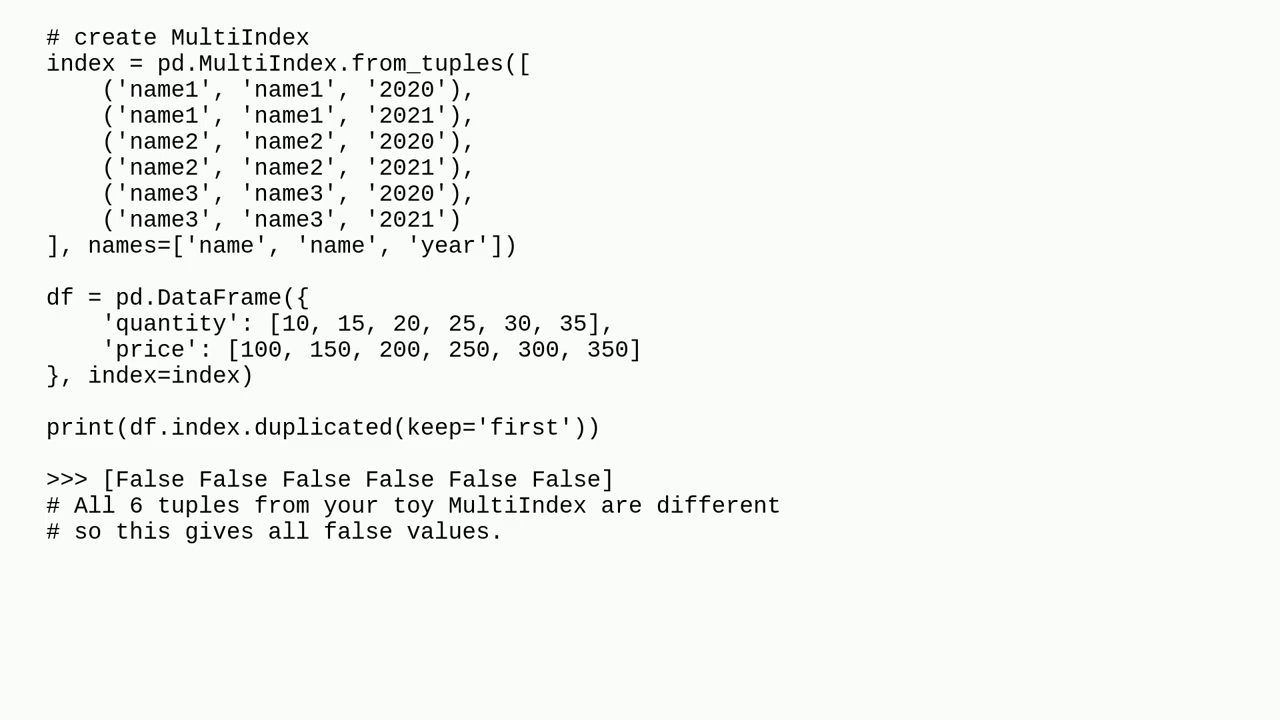 # create MultiIndex
index = pd.MultiIndex.from_tuples([
    ('name1', 'name1', '2020'),
    ('name1', 'name1', '2021'),
    ('name2', 'name2', '2020'),
    ('name2', 'name2', '2021'),
    ('name3', 'name3', '2020'),
    ('name3', 'name3', '2021')
], names=['name', 'name', 'year'])

df = pd.DataFrame({
    'quantity': [10, 15, 20, 25, 30, 35],
    'price': [100, 150, 200, 250, 300, 350]
}, index=index)

print(df.index.duplicated(keep='first'))

>>> [False False False False False False]
# All 6 tuples from your toy MultiIndex are different
# so this gives all false values.